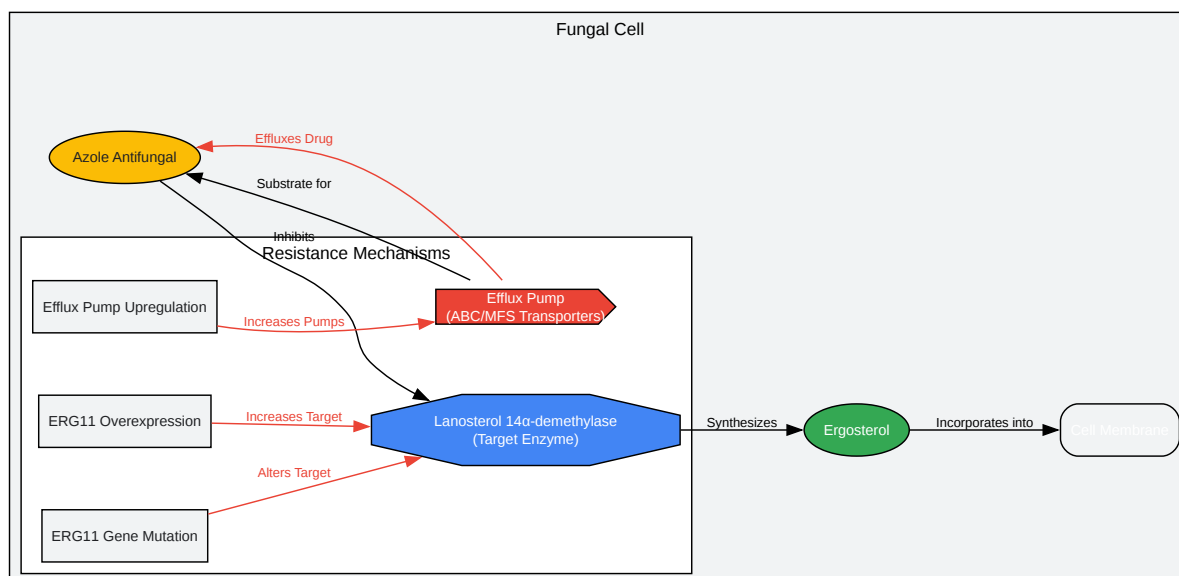 Fungal Cell
Effluxes Drug
Azole Antifungal
Substrate for
Inhibits
Resistance Mechanisms
Efflux Pump Upregulation
Increases Pumps
Efflux Pump
(ABC/MFS Transporters)
ERG11 Overexpression
Increases Target
Lanosterol 14α-demethylase
(Target Enzyme)
Synthesizes
Ergosterol
Incorporates into
Cell Membrane
Alters Target
ERG11 Gene Mutation